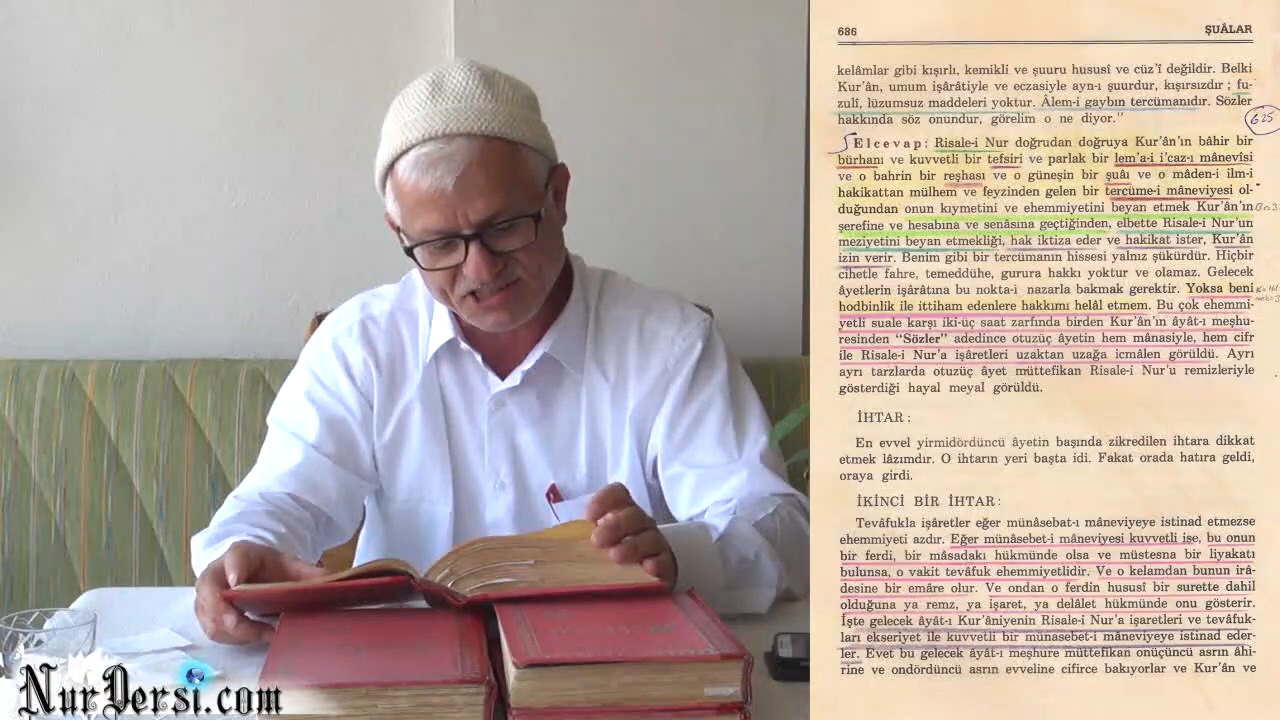 686 ŞUÂLAR
kelâmlar gibi kışırlı, kemikli ve şuuru hususî ve cüz'î değildir. Belki
Kur'ân, umum işârâtiyle ve eczasiyle ayn-ı şuurdur, kışırsızdır ; fu-
zulî, lüzumsuz maddeleri yoktur. Âlem-i gaybın tercümanıdır. Sözler
hakkında söz onundur, görelim o ne diyor."
625
Elcevap: Risale-i Nur doğrudan doğruya Kur'ân'ın bâhir bir
bürhanı ve kuvvetli bir tefsiri ve parlak bir lem'a-i i'caz-ı mânevîsi
ve o bahrin bir reşhası ve o güneşin bir şuâı ve o mâden-i ilm-i
hakikattan mülhem ve feyzinden gelen bir tercüme-i mâneviyesi ol-
duğundan onun kıymetini ve ehemmiyetini beyan etmek Kur'ân'ın
şerefine ve hesabına ve senâsına geçtiğinden, elbette Risale-i Nur'un
meziyetini beyan etmekliği, hak iktiza eder ve hakikat ister, Kur'ân
izin verir. Benim gibi bir tercümanın hissesi yalnız şükürdür. Hiçbir
cihetle fahre, temeddühe, gurura hakkı yoktur ve olamaz. Gelecek
âyetlerin işârâtına bu nokta-i nazarla bakmak gerektir. Yoksa beni
hodbinlik ile ittiham edenlere hakkımı helâl etmem. Bu çok ehemmi-
yetli suale karşı iki-üç saat zarfında birden Kur'ân'ın âyât-ı meşhu-
resinden "Sözler" adedince otuzüç âyetin hem mânasiyle, hem cifr
ile Risale-i Nur'a işâretleri uzaktan uzağa icmâlen görüldü. Ayrı
ayrı tarzlarda otuzüç âyet müttefikan Risale-i Nur'u remizleriyle
gösterdiği hayal meyal görüldü.
İHTAR :
En evvel yirmidördüncü âyetin başında zikredilen ihtara dikkat
etmek lâzımdır. O ihtarın yeri başta idi. Fakat orada hatıra geldi,
oraya girdi.
İKİNCİ BİR İHTAR:
Tevâfukla işâretler eğer münâsebat-ı mâneviyeye istinad etmezse
ehemmiyeti azdır. Eğer münâsebet-i mâneviyesi kuvvetli ise, bu onun
bir ferdi, bir mâsadakı hükmünde olsa ve müstesna bir liyakatı
bulunsa, o vakit tevâfuk ehemmiyetlidir. Ve o kelamdan bunun irâ-
desine bir emâre olur. Ve ondan o ferdin hususî bir surette dahil
olduğuna ya remz, ya işaret, ya delâlet hükmünde onu gösterir.
İşte gelecek âyât-ı Kur'âniyenin Risale-i Nur'a işaretleri ve tevâfuk-
ları ekseriyet ile kuvvetli bir münasebet-i mâneviyeye istinad eder-
ler. Evet bu gelecek âyât-ı meşhure müttefikan onüçüncü asrın âhi-
rine ve ondördüncü asrın evveline cifirce bakıyorlar ve Kur'ân ve
NurDersi.com